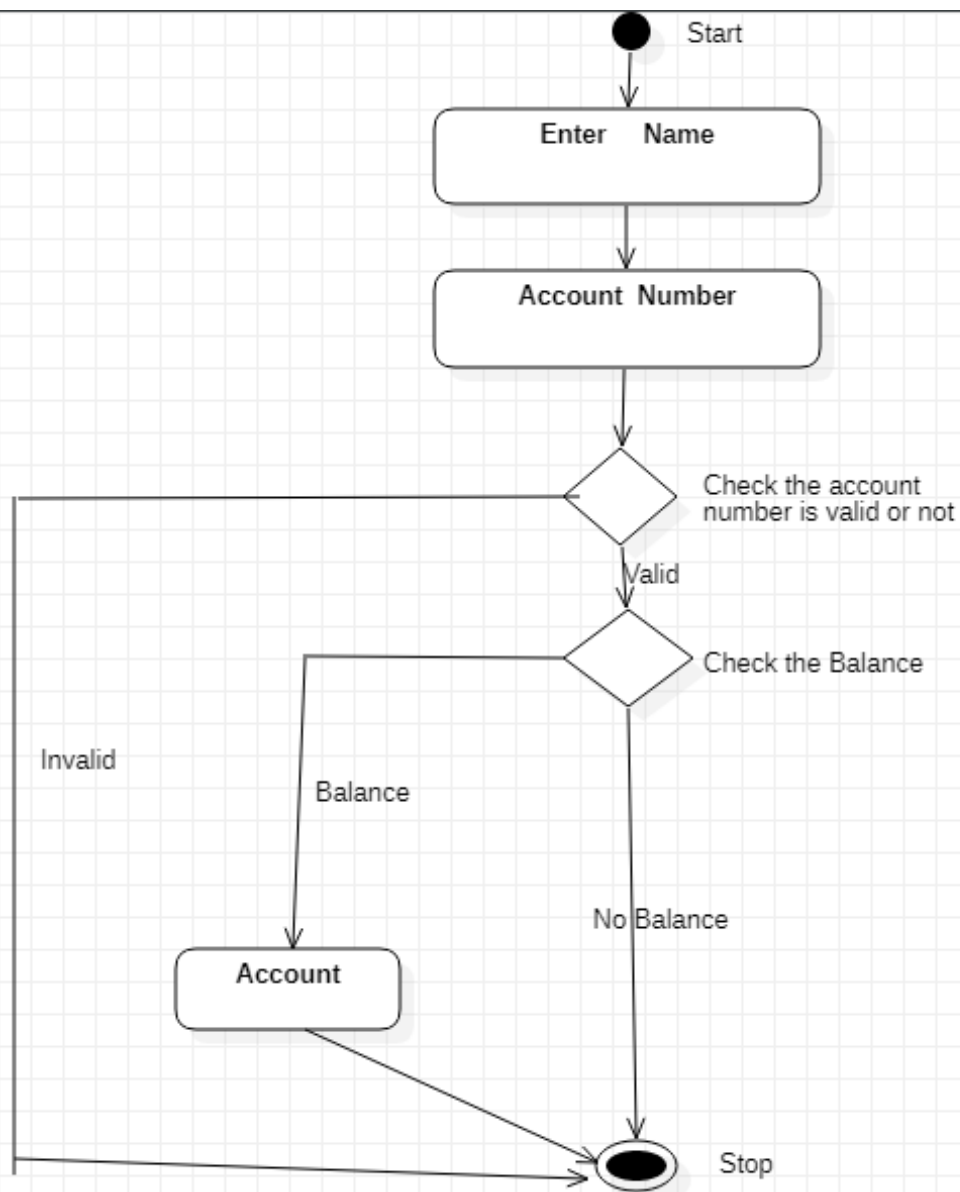 Start
Enter Name
Account Number
Check the account
number is valid or not
Valid
Check the Balance
Invalid
Balance
No Balance
Account
Stop